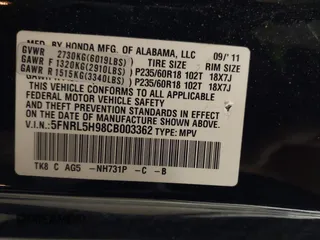 MFD. BY HONDA MFG. OF ALABAMA, LLC 09/'11
GVWR 2730KG(6019LBS) TIRE SIZE RIM SIZE
GAWR F 1320KG(2910LBS) P235/60R18 102T 18X7J
GAWR R 1515KG(3340LBS) P235/60R18 102T 18X7J
THIS VEHICLE CONFORMS TO ALL APPLICABLE
FEDERAL MOTOR VEHICLE SAFETY AND THEFT
PREVENTION STANDARDS IN EFFECT ON THE
DATE OF MANUFACTURE SHOWN ABOVE.
V.I.N.: 5FNRL5H98CB003362 TYPE: MPV
TK8 C AG5 -NH731P -C -B